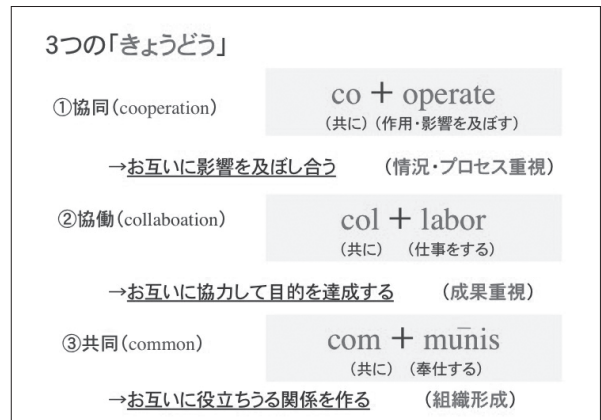 3つの「きょうどう」
①協同(cooperation)
co + operate
(共に)(作用・影響を及ぼす)
→お互いに影響を及ぼし合う (情況・プロセス重視)
②協働(collaboation)
col + labor
(共に) (仕事をする)
→お互いに協力して目的を達成する (成果重視)
③共同(common)
com + mūnis
(共に) (奉仕する)
→お互いに役立ちうる関係を作る (組織形成)